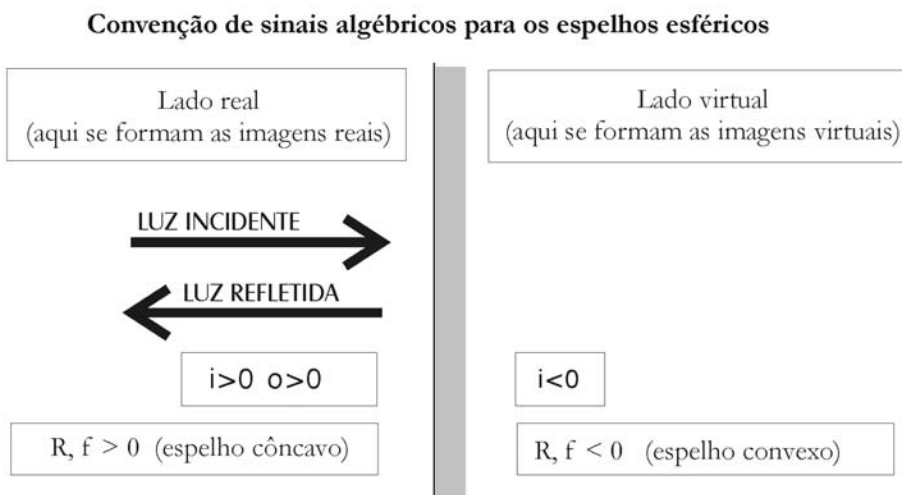 Convenção de sinais algébricos para os espelhos esféricos
Lado real
(aqui se formam as imagens reais)
Lado virtual
(aqui se formam as imagens virtuais)
LUZ INCIDENTE
LUZ REFLETIDA
i>0 o>0
i<0
R, f > 0 (espelho côncavo)
R, f < 0 (espelho convexo)